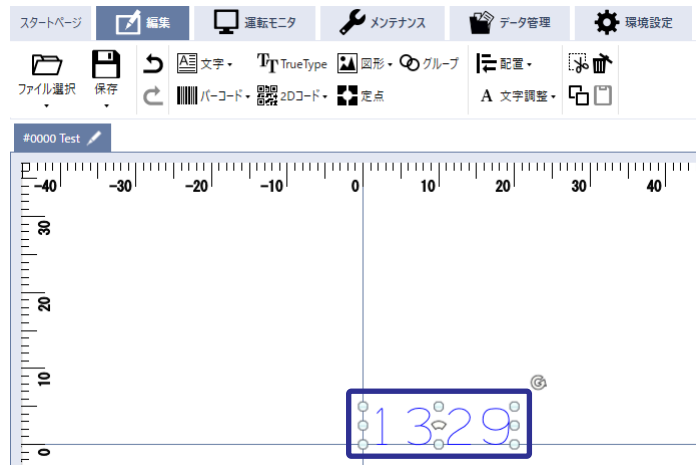 スタートページ 編集 運転モニタ メンテナンス データ管理 環境設定
ファイル選択 保存 文字 TrueType 図形 グループ 配置
バーコード 2Dコード 定点 A 文字調整
#0000 Test
-40 -30 -20 -10 0 10 20 30 40
30
20
10
0
1329